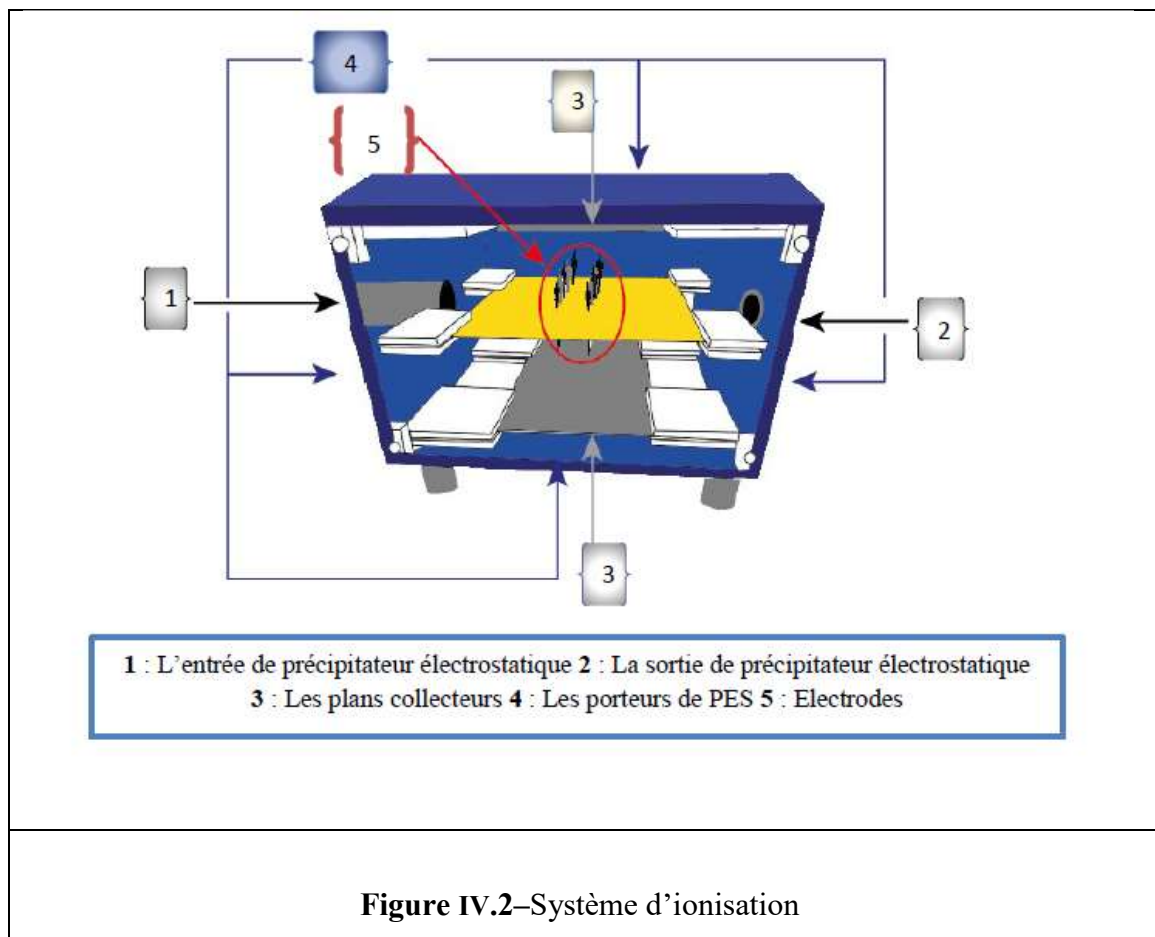 4
3
5
1
2
3
1 : L’entrée de précipitateur électrostatique 2 : La sortie de précipitateur électrostatique
3 : Les plans collecteurs 4 : Les porteurs de PES 5 : Electrodes
Figure IV.2–Système d’ionisation